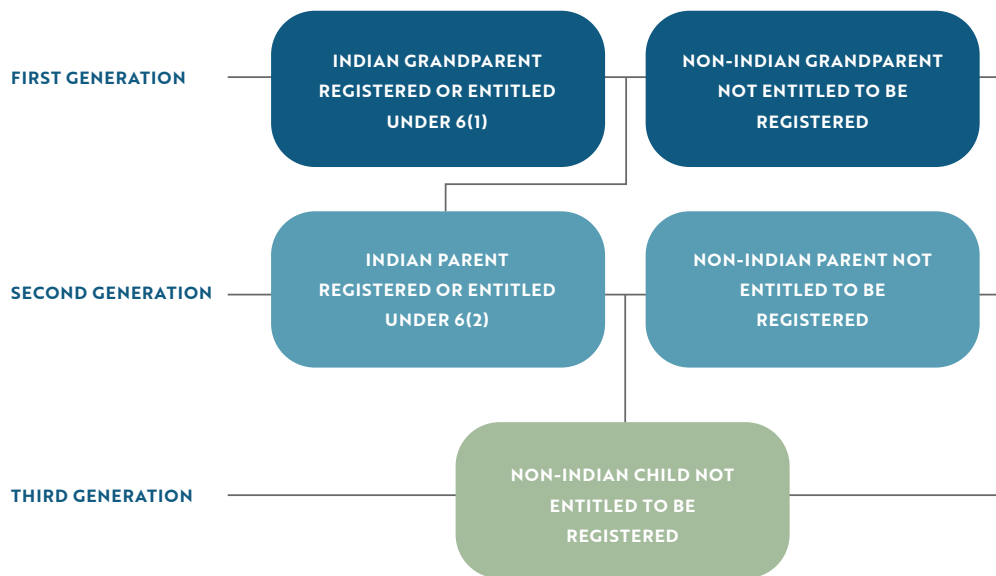 FIRST GENERATION
INDIAN GRANDPARENT
REGISTERED OR ENTITLED
UNDER 6(1)
NON-INDIAN GRANDPARENT
NOT ENTITLED TO BE
REGISTERED
SECOND GENERATION
INDIAN PARENT
REGISTERED OR ENTITLED
UNDER 6(2)
NON-INDIAN PARENT NOT
ENTITLED TO BE
REGISTERED
THIRD GENERATION
NON-INDIAN CHILD NOT
ENTITLED TO BE
REGISTERED